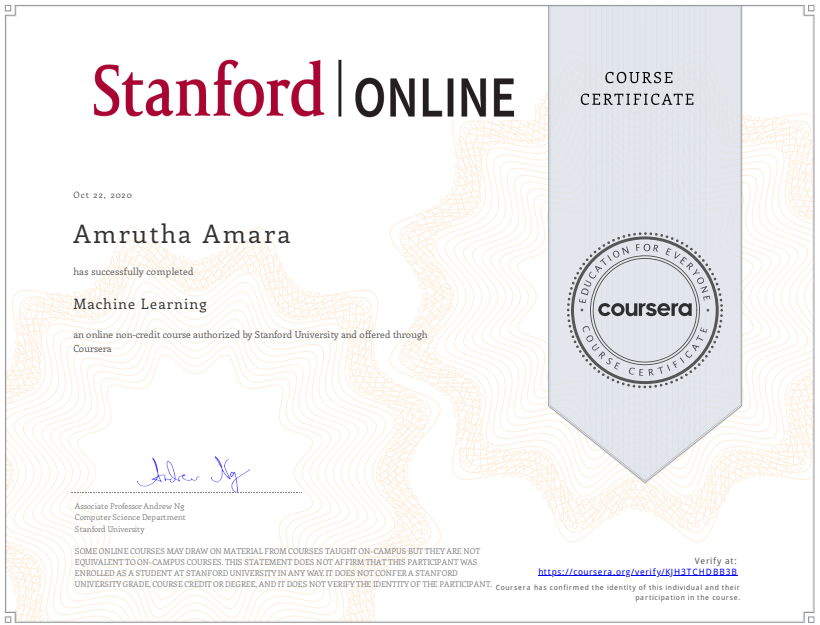 Stanford ONLINE
COURSE
CERTIFICATE
Oct 22, 2020
Amrutha Amara
has successfully completed
Machine Learning
an online non-credit course authorized by Stanford University and offered through
Coursera
EDUCATION FOR EVERYONE
coursera
COURSE CERTIFICATE
Andrew Ng
Associate Professor Andrew Ng
Computer Science Department
Stanford University
SOME ONLINE COURSES MAY DRAW ON MATERIAL FROM COURSES TAUGHT ON-CAMPUS BUT THEY ARE NOT
EQUIVALENT TO ON-CAMPUS COURSES. THIS STATEMENT DOES NOT AFFIRM THAT THIS PARTICIPANT WAS
ENROLLED AS A STUDENT AT STANFORD UNIVERSITY IN ANY WAY. IT DOES NOT CONFER A STANFORD
UNIVERSITY GRADE, COURSE CREDIT OR DEGREE, AND IT DOES NOT VERIFY THE IDENTITY OF THE PARTICIPANT.
Verify at:
https://coursera.org/verify/KJH3TCHDBB3B
Coursera has confirmed the identity of this individual and their
participation in the course.